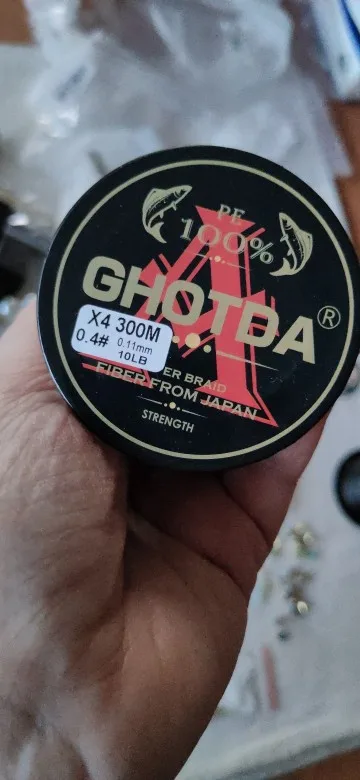 PE
100%
GHOTDA®
X4 300M
0.4# 0.11mm
10LB
ER BRAID
FIBER FROM JAPAN
STRENGTH